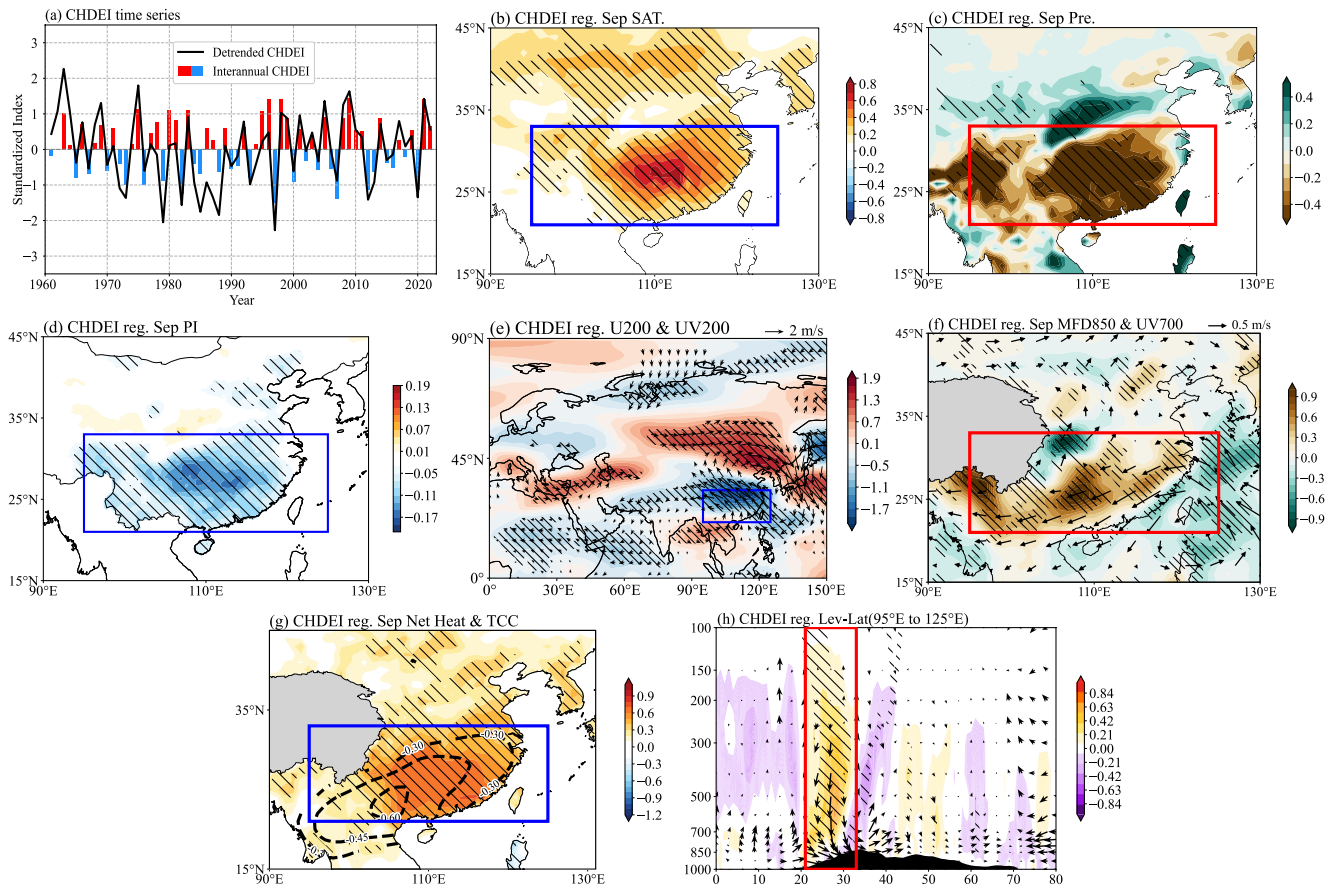 (a) CHDEI time series
Detrended CHDEI
Interannual CHDEI
Standardized Index
3
2
1
0
−1
−2
−3
1960 1970 1980 1990 2000 2010 2020
Year
(b) CHDEI reg. Sep SAT.
45°N
35°N
25°N
15°N
90°E 110°E 130°E
0.8
0.6
0.4
0.2
0.0
−0.2
−0.4
−0.6
−0.8
(c) CHDEI reg. Sep Pre.
45°N
35°N
25°N
15°N
90°E 110°E 130°E
0.4
0.2
0.0
−0.2
−0.4
(d) CHDEI reg. Sep PI
45°N
35°N
25°N
15°N
90°E 110°E 130°E
0.19
0.13
0.07
0.01
−0.05
−0.11
−0.17
(e) CHDEI reg. U200 & UV200
2 m/s
90°N
45°N
0°
0° 30°E 60°E 90°E 120°E 150°E
1.9
1.3
0.7
0.1
−0.5
−1.1
−1.7
(f) CHDEI reg. Sep MFD850 & UV700
0.5 m/s
45°N
35°N
25°N
15°N
90°E 110°E 130°E
0.9
0.6
0.3
0.0
−0.3
−0.6
−0.9
(g) CHDEI reg. Sep Net Heat & TCC
35°N
15°N
90°E 110°E 130°E
-0.30
-0.30
-0.30
-0.60
-0.45
0.9
0.6
0.3
0.0
−0.3
−0.6
−0.9
−1.2
(h) CHDEI reg. Lev-Lat(95°E to 125°E)
100
150
200
300
500
700
850
1000
0 10 20 30 40 50 60 70 80
0.84
0.63
0.42
0.21
0.00
−0.21
−0.42
−0.63
−0.84